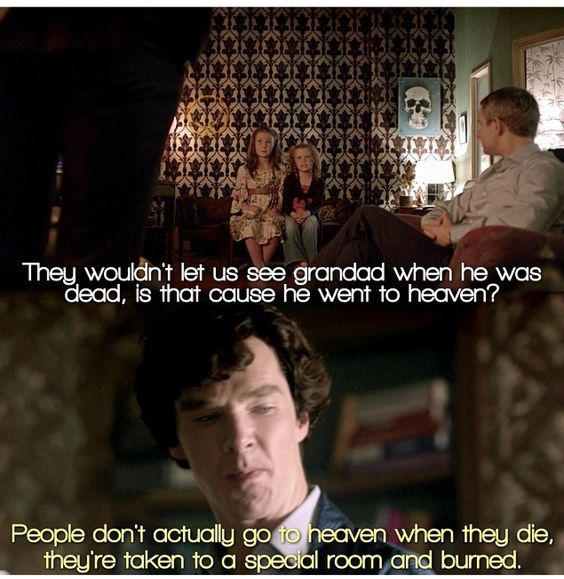 They wouldn't let us see grandad when he was
dead, is that cause he went to heaven?
People don't actually go to heaven when they die,
they're taken to a special room and burned.